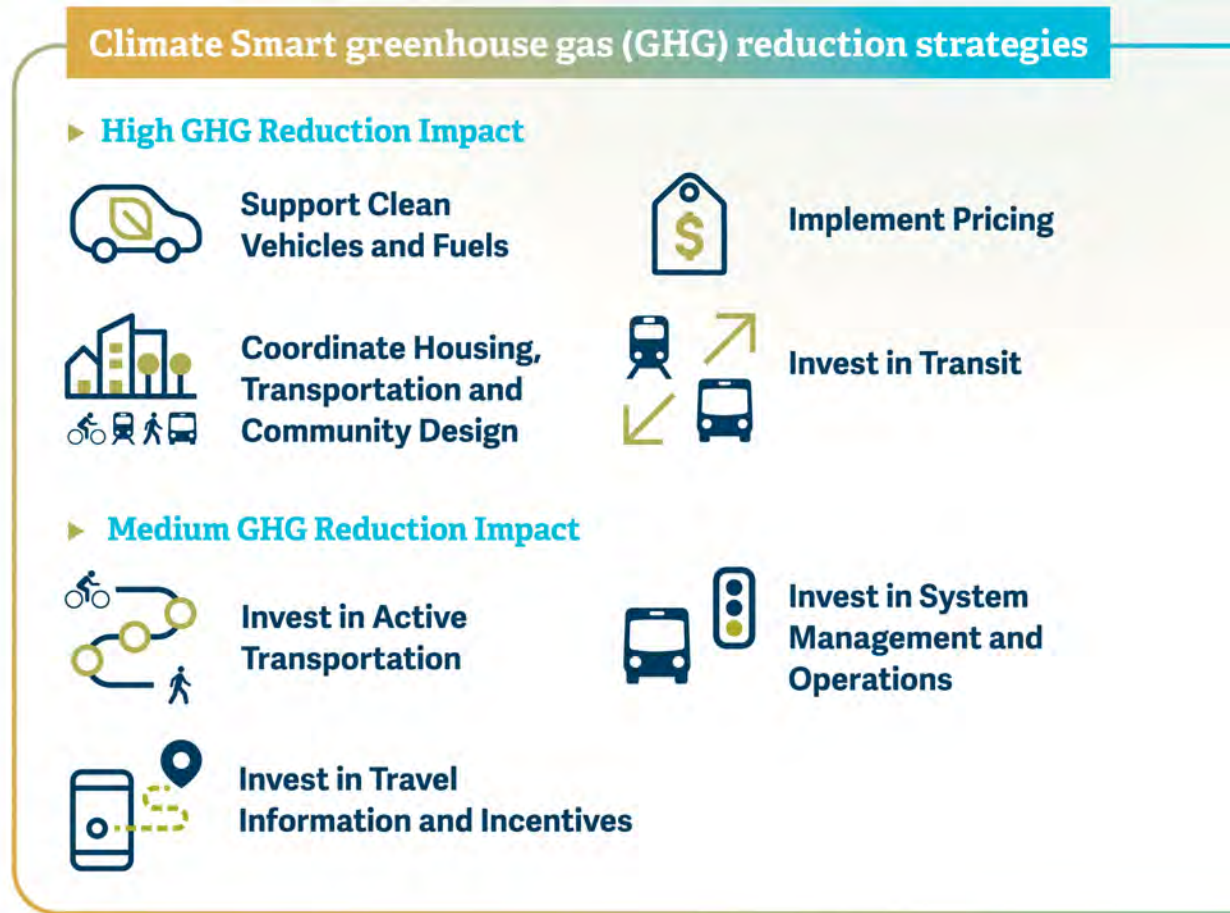 Climate Smart greenhouse gas (GHG) reduction strategies
High GHG Reduction Impact
Support Clean
Vehicles and Fuels
Implement Pricing
$
Coordinate Housing,
Transportation and
Community Design
Invest in Transit
Medium GHG Reduction Impact
Invest in Active
Transportation
Invest in System
Management and
Operations
Invest in Travel
Information and Incentives